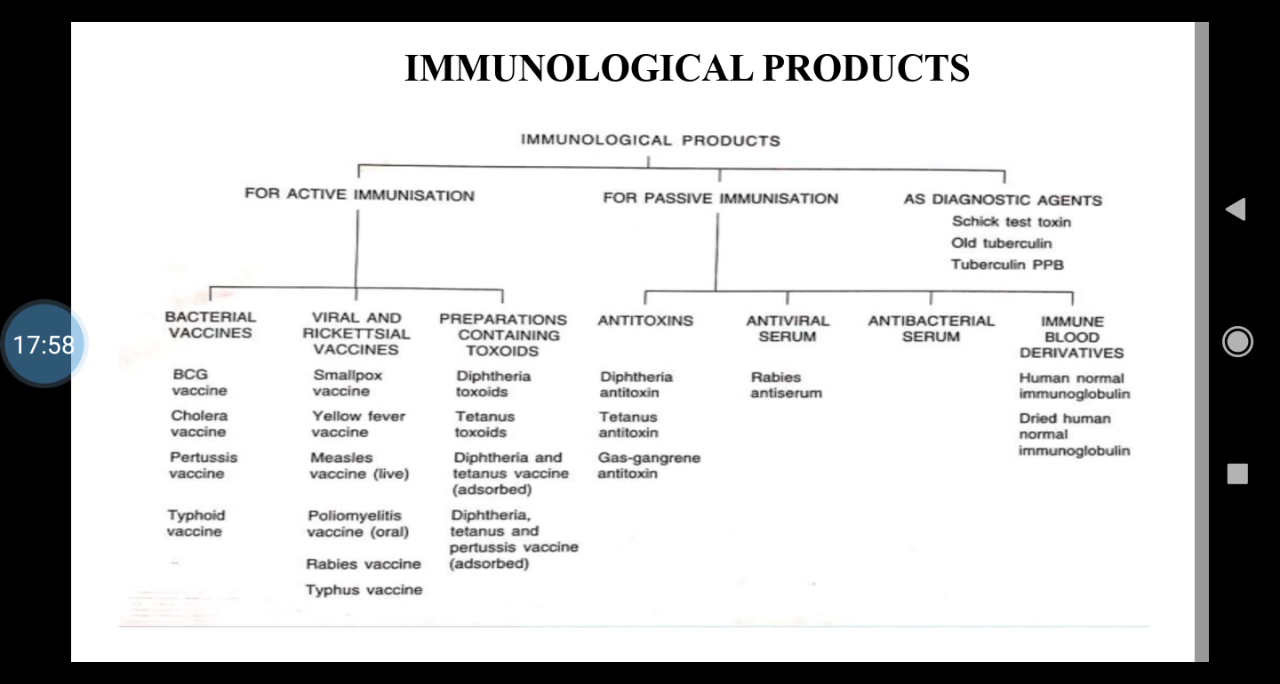 IMMUNOLOGICAL PRODUCTS
IMMUNOLOGICAL PRODUCTS
FOR ACTIVE IMMUNISATION
FOR PASSIVE IMMUNISATION
AS DIAGNOSTIC AGENTS
Schick test toxin
Old tuberculin
Tuberculin PPB
BACTERIAL
VACCINES
BCG
vaccine
Cholera
vaccine
Pertussis
vaccine
Typhoid
vaccine
VIRAL AND
RICKETTSIAL
VACCINES
Smallpox
vaccine
Yellow fever
vaccine
Measles
vaccine (live)
Poliomyelitis
vaccine (oral)
Rabies vaccine
Typhus vaccine
PREPARATIONS
CONTAINING
TOXOIDS
Diphtheria
toxoids
Tetanus
toxoids
Diphtheria and
tetanus vaccine
(adsorbed)
Diphtheria,
tetanus and
pertussis vaccine
(adsorbed)
ANTITOXINS
Diphtheria
antitoxin
Tetanus
antitoxin
Gas-gangrene
antitoxin
ANTIVIRAL
SERUM
Rabies
antiserum
ANTIBACTERIAL
SERUM
IMMUNE
BLOOD
DERIVATIVES
Human normal
immunoglobulin
Dried human
normal
immunoglobulin
17:58